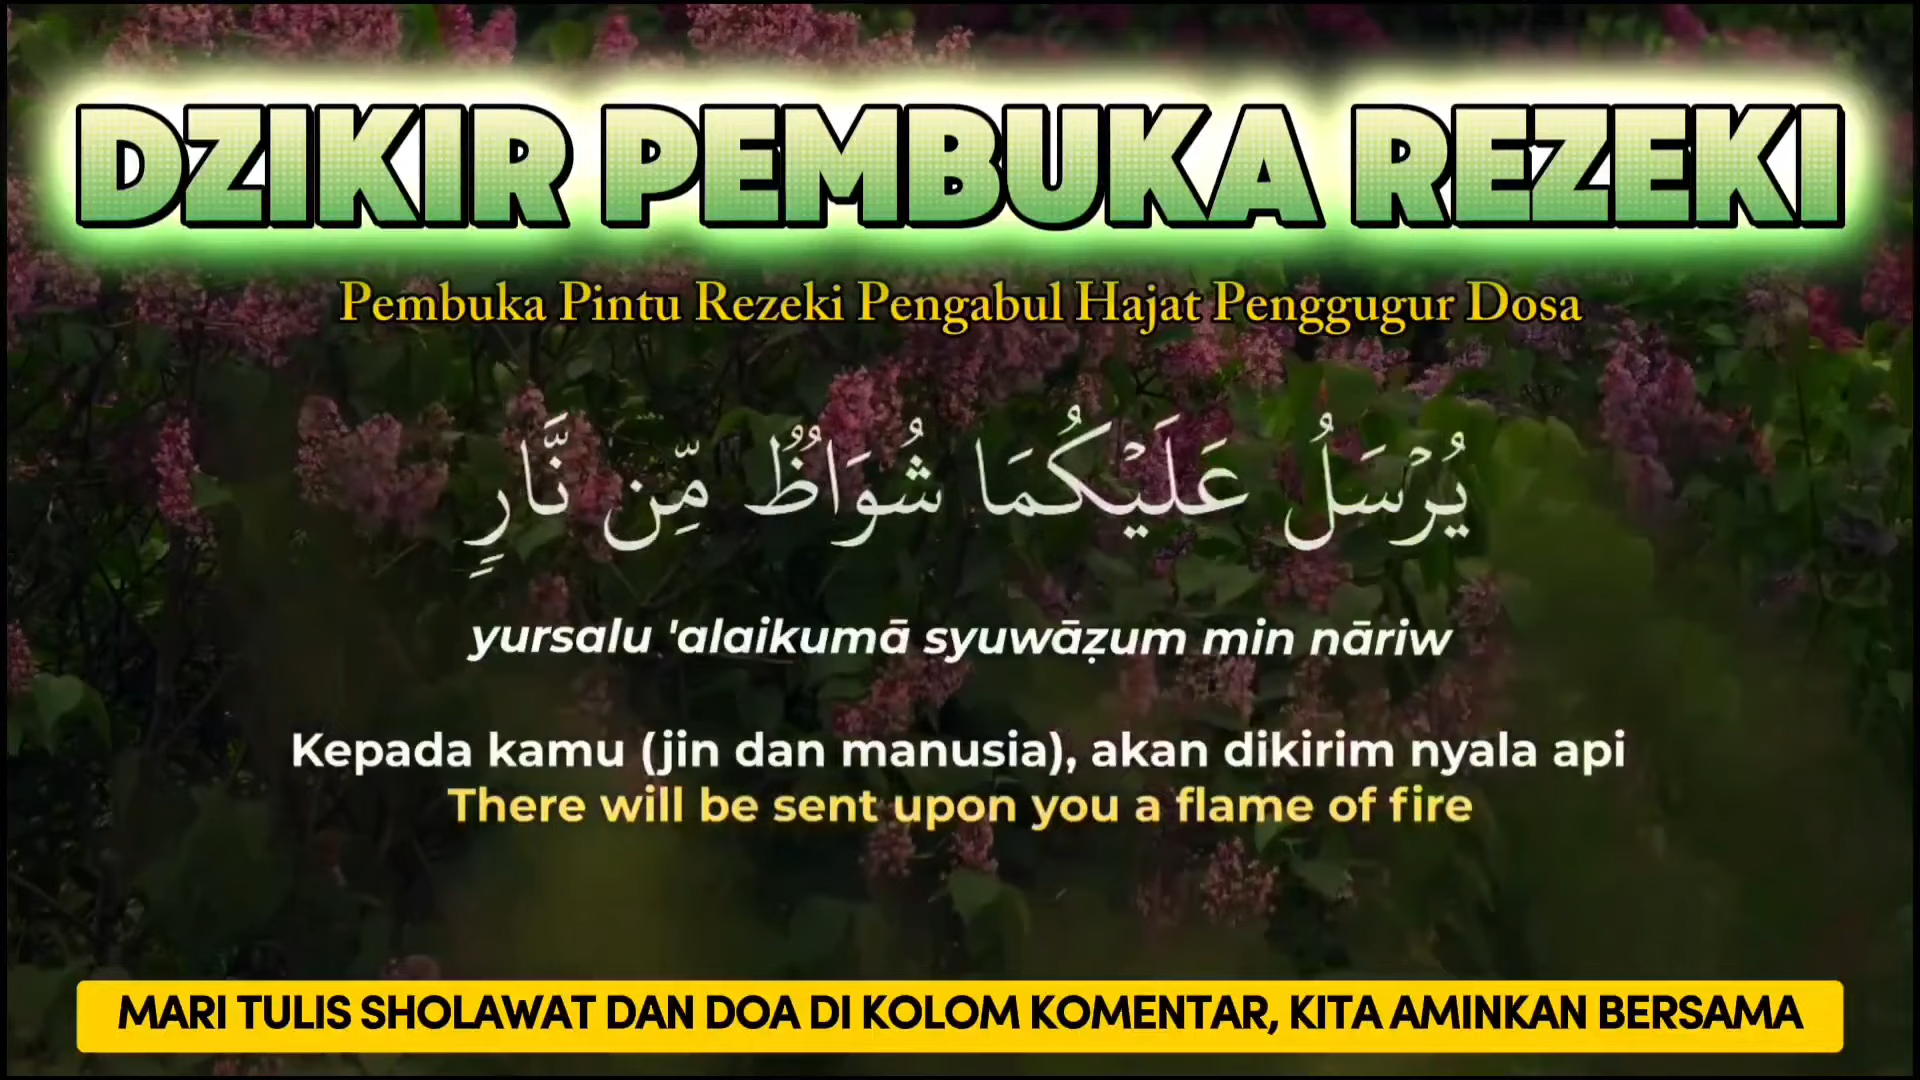 DZIKIR PEMBUKA REZEKI
Pembuka Pintu Rezeki Pengabul Hajat Penggugur Dosa
يُرْسَلُ عَلَيْكُمَا شُوَاظٌ مِّن نَّارٍ
yursalu 'alaikumā syuwāẓum min nāriw
Kepada kamu (jin dan manusia), akan dikirim nyala api
There will be sent upon you a flame of fire
MARI TULIS SHOLAWAT DAN DOA DI KOLOM KOMENTAR, KITA AMINKAN BERSAMA